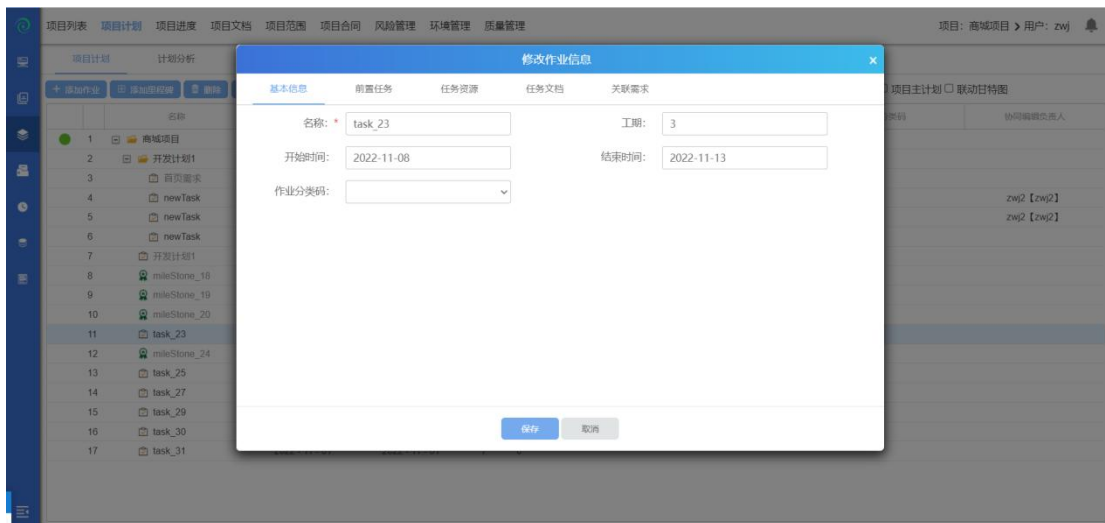 项目列表 项目计划 项目进度 项目文档 项目范围 项目合同 风险管理 环境管理 质量管理 项目: 商城项目 用户: zwj
项目计划 计划分析
修改作业信息 x
+ 添加作业 添加里程碑 删除
项目主计划 联动甘特图
基本信息 前置任务 任务资源 任务文档 关联需求
名称 协同编辑负责人
名称: * task_23 工期: 3
开始时间: 2022-11-08 结束时间: 2022-11-13
作业分类码:
1 商城项目
2 开发计划1
3 首页需求
4 newTask zwj2【zwj2】
5 newTask zwj2【zwj2】
6 newTask
7 开发计划1
8 mileStone_18
9 mileStone_19
10 mileStone_20
11 task_23
12 mileStone_24
13 task_25
14 task_27
15 task_29
16 task_30
17 task_31
保存 取消